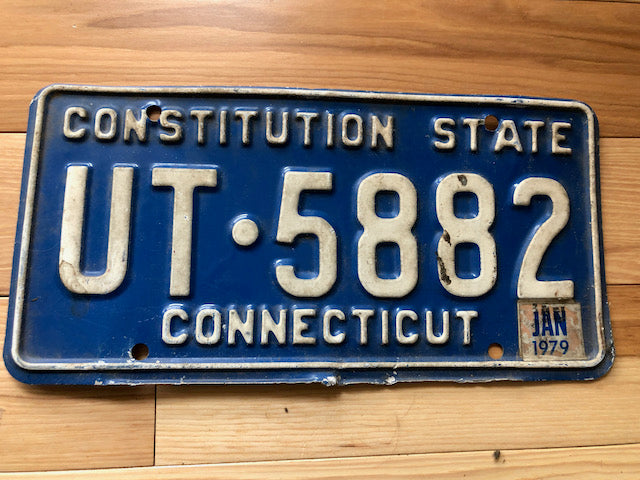 CONSTITUTION STATE
UT·5882
CONNECTICUT
JAN
1979